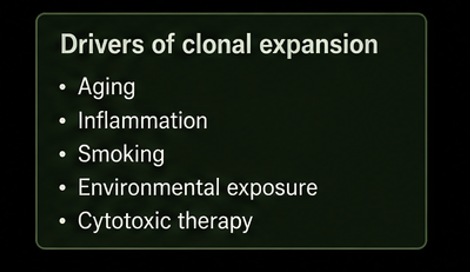 Drivers of clonal expansion
• Aging
• Inflammation
• Smoking
• Environmental exposure
• Cytotoxic therapy